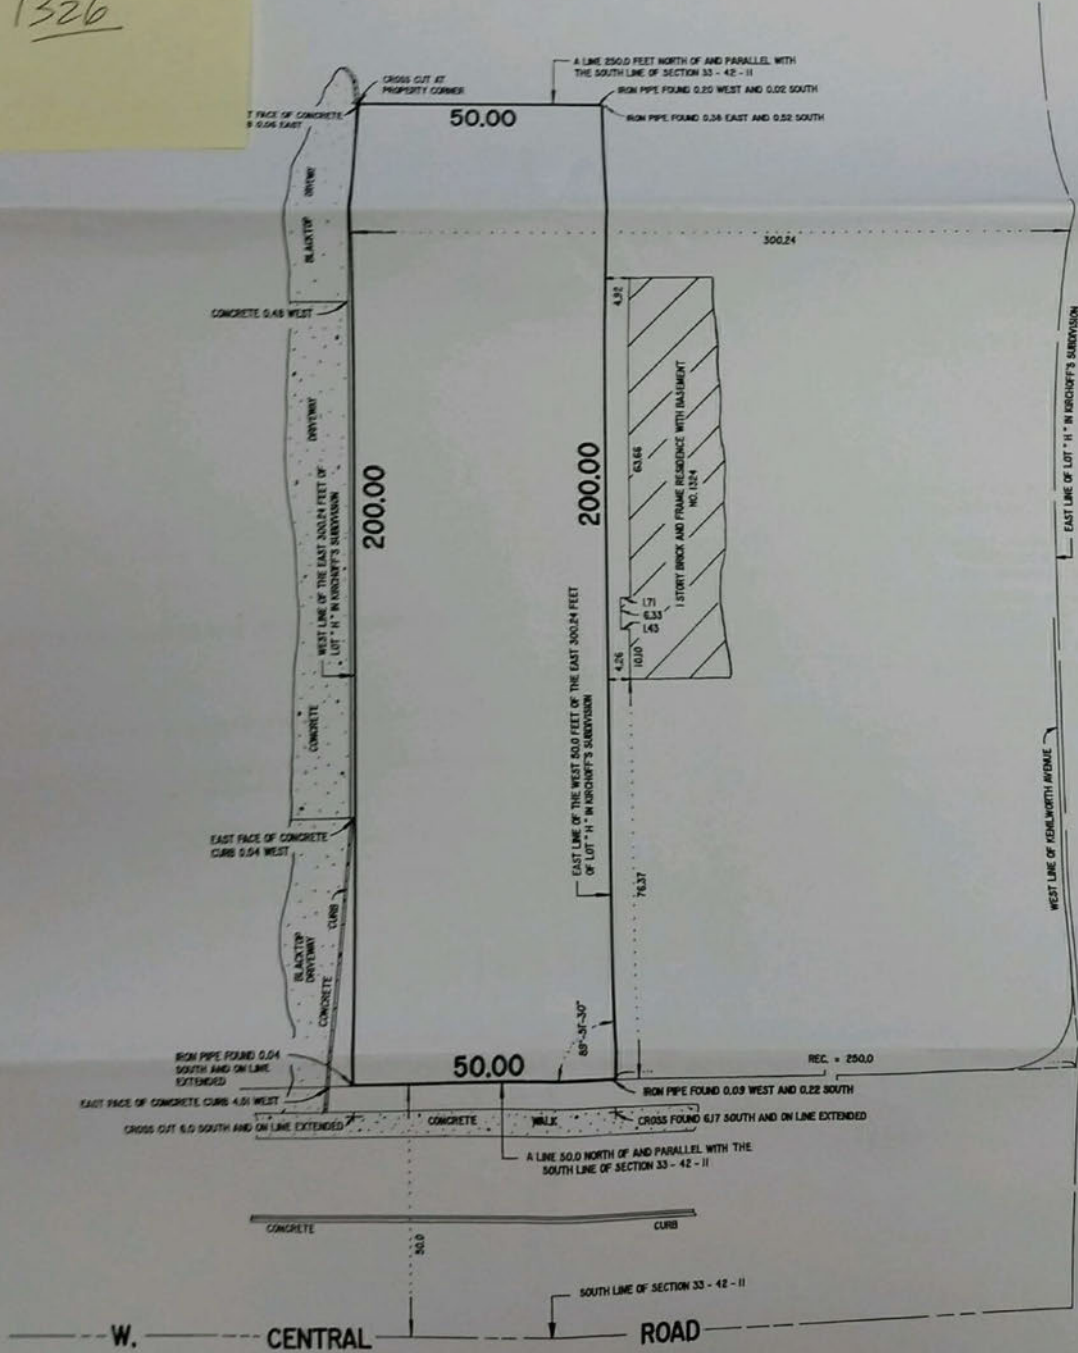 1326
A LINE 250.0 FEET NORTH OF AND PARALLEL WITH
THE SOUTH LINE OF SECTION 33 - 42 - 11
CROSS CUT AT
PROPERTY CORNER
IRON PIPE FOUND 0.20 WEST AND 0.02 SOUTH
FACE OF CONCRETE
0.06 EAST
50.00
IRON PIPE FOUND 0.38 EAST AND 0.52 SOUTH
BLACKTOP DRIVEWAY
300.24
CONCRETE 0.48 WEST
4.92
EAST LINE OF LOT "H" IN KIRCHOFF'S SUBDIVISION
CONCRETE DRIVEWAY
WEST LINE OF THE EAST 300.24 FEET OF
LOT "H" IN KIRCHOFF'S SUBDIVISION
200.00
200.00
63.66
1 STORY BRICK AND FRAME RESIDENCE WITH BASEMENT
NO. 1324
1.71
6.33
1.43
4.26
10.10
EAST LINE OF THE WEST 50.0 FEET OF THE EAST 300.24 FEET
OF LOT "H" IN KIRCHOFF'S SUBDIVISION
WEST LINE OF KENILWORTH AVENUE
EAST FACE OF CONCRETE
CURB 0.04 WEST
76.37
BLACKTOP
DRIVEWAY
CONCRETE CURB
89°-51'-30"
IRON PIPE FOUND 0.04
SOUTH AND ON LINE
EXTENDED
50.00
REC. = 250.0
IRON PIPE FOUND 0.09 WEST AND 0.22 SOUTH
EAST FACE OF CONCRETE CURB 4.01 WEST
CROSS CUT 6.0 SOUTH AND ON LINE EXTENDED
CONCRETE WALK
CROSS FOUND 6.17 SOUTH AND ON LINE EXTENDED
A LINE 50.0 NORTH OF AND PARALLEL WITH THE
SOUTH LINE OF SECTION 33 - 42 - 11
CONCRETE CURB
50.0
SOUTH LINE OF SECTION 33 - 42 - 11
W. CENTRAL ROAD